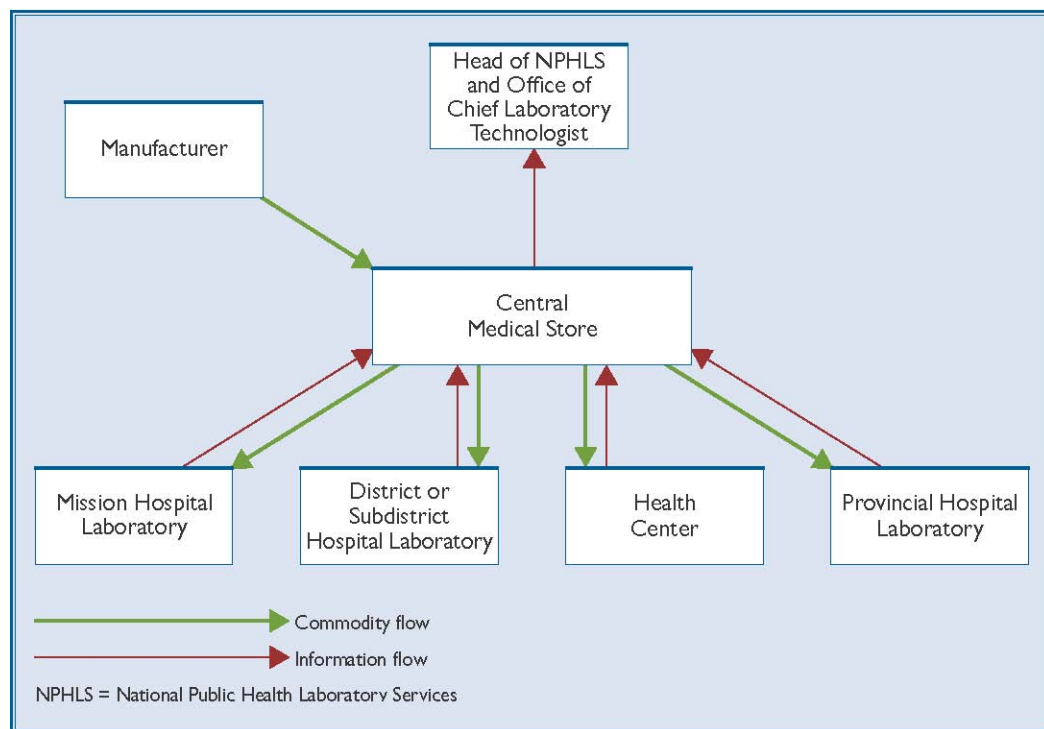 Head of NPHLS
and Office of
Chief Laboratory
Technologist
Manufacturer
Central
Medical Store
Mission Hospital
Laboratory
District or
Subdistrict
Hospital Laboratory
Health
Center
Provincial Hospital
Laboratory
Commodity flow
Information flow
NPHLS = National Public Health Laboratory Services